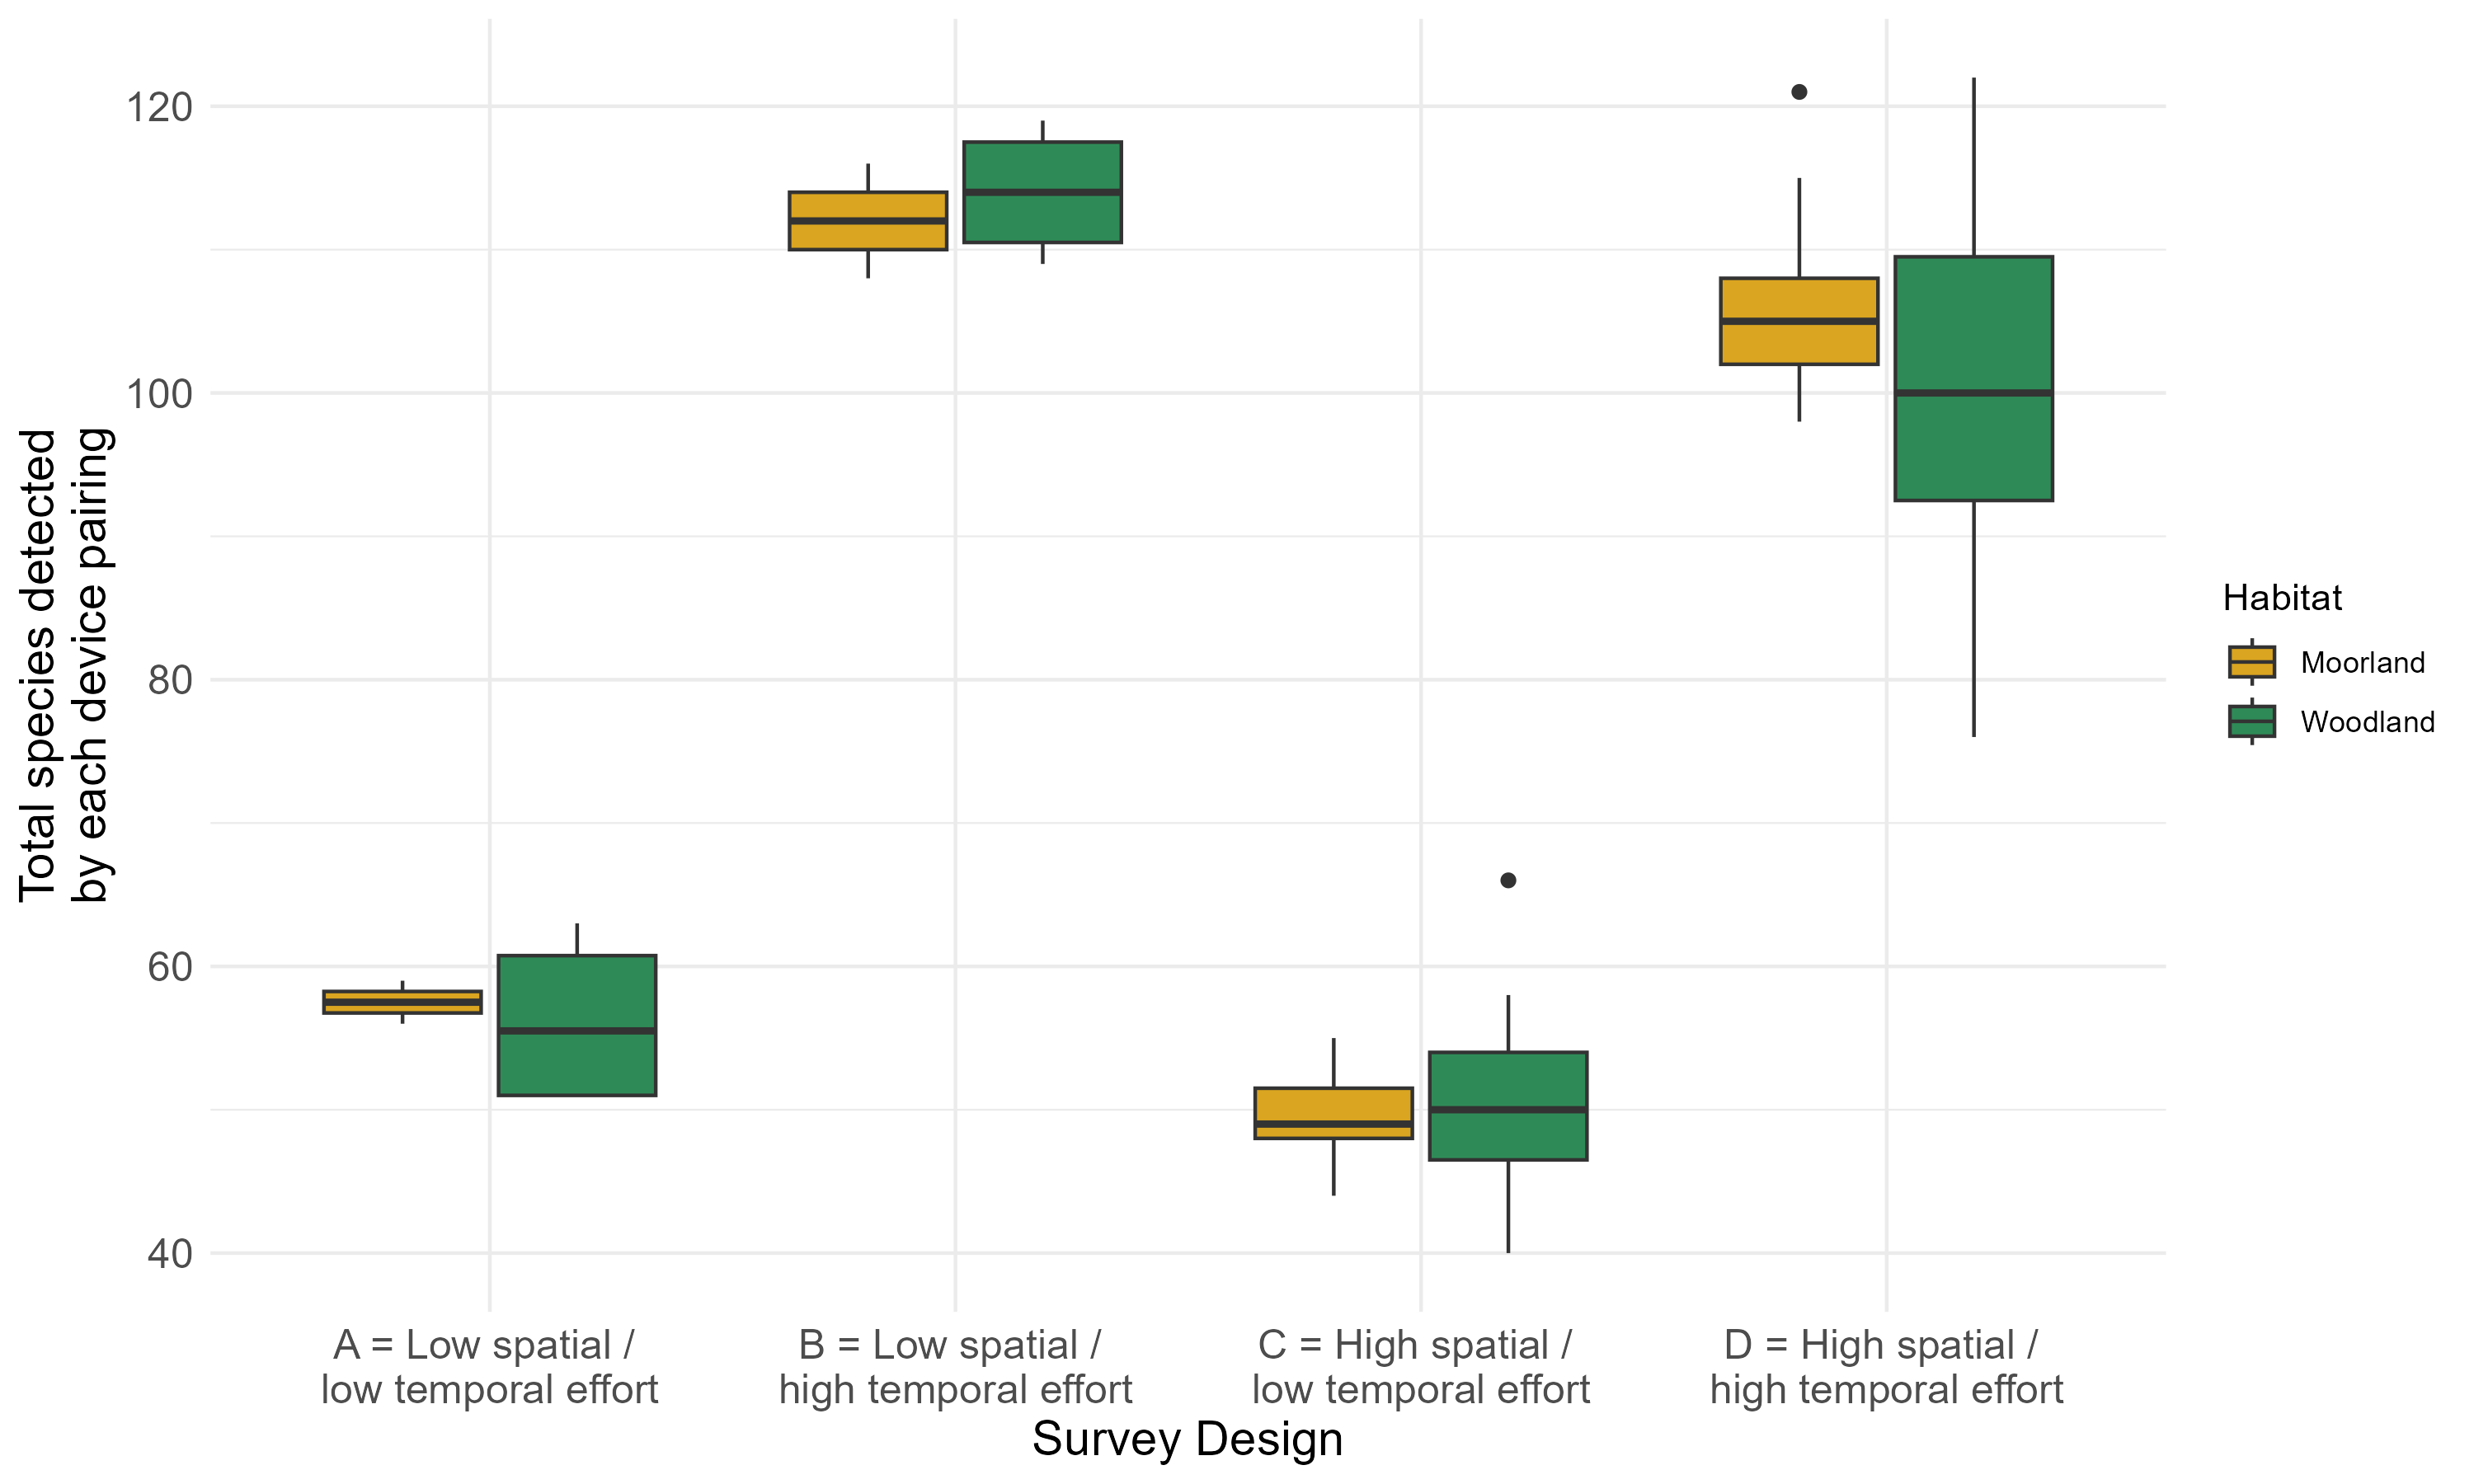 Total species detected
by each device pairing
120
100
80
60
40
A = Low spatial /
low temporal effort
B = Low spatial /
high temporal effort
C = High spatial /
low temporal effort
D = High spatial /
high temporal effort
Survey Design
Habitat
Moorland
Woodland